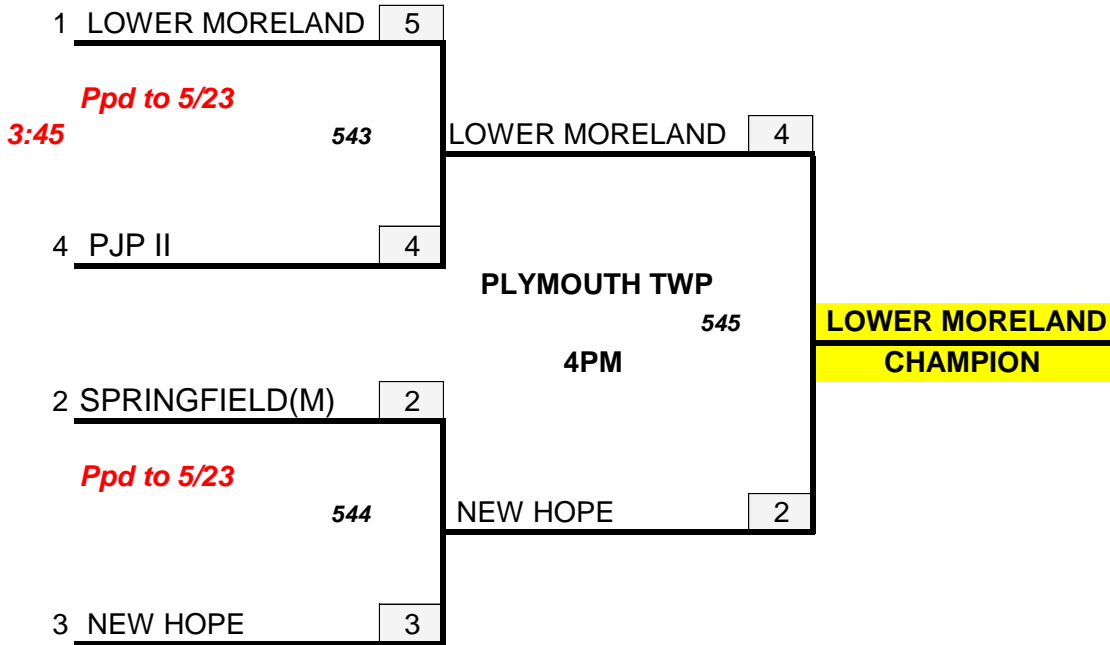 1 LOWER MORELAND 5
Ppd to 5/23
3:45 543 LOWER MORELAND 4
4 PJP II 4
PLYMOUTH TWP
545 LOWER MORELAND
4PM CHAMPION
2 SPRINGFIELD(M) 2
Ppd to 5/23
544 NEW HOPE 2
3 NEW HOPE 3